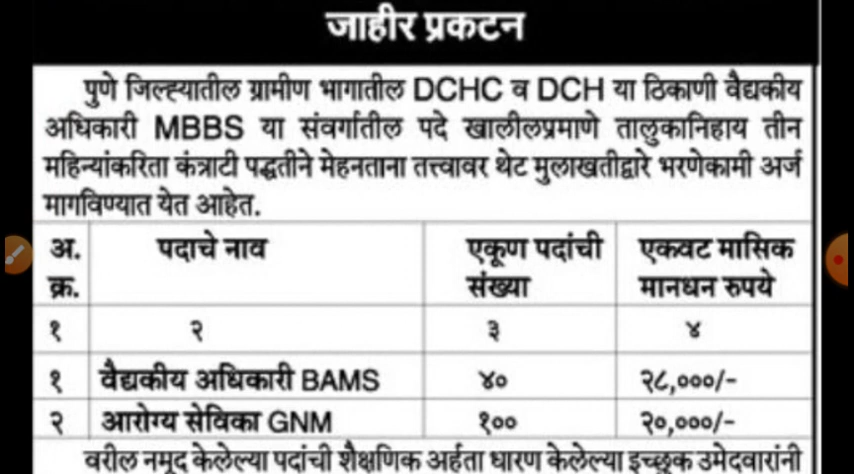 जाहीर प्रकटन
पुणे जिल्ह्यातील ग्रामीण भागातील DCHC व DCH या ठिकाणी वैद्यकीय
अधिकारी MBBS या संवर्गातील पदे खालीलप्रमाणे तालुकानिहाय तीन
महिन्यांकरिता कंत्राटी पद्धतीने मेहनताना तत्त्वावर थेट मुलाखतीद्वारे भरणेकामी अर्ज
मागविण्यात येत आहेत.
अ. पदाचे नाव एकूण पदांची एकवट मासिक
क्र. संख्या मानधन रुपये
१ २ ३ ४
१ वैद्यकीय अधिकारी BAMS ४० २८,०००/-
२ आरोग्य सेविका GNM १०० २०,०००/-
वरील नमूद केलेल्या पदांची शैक्षणिक अर्हता धारण केलेल्या इच्छुक उमेदवारांनी